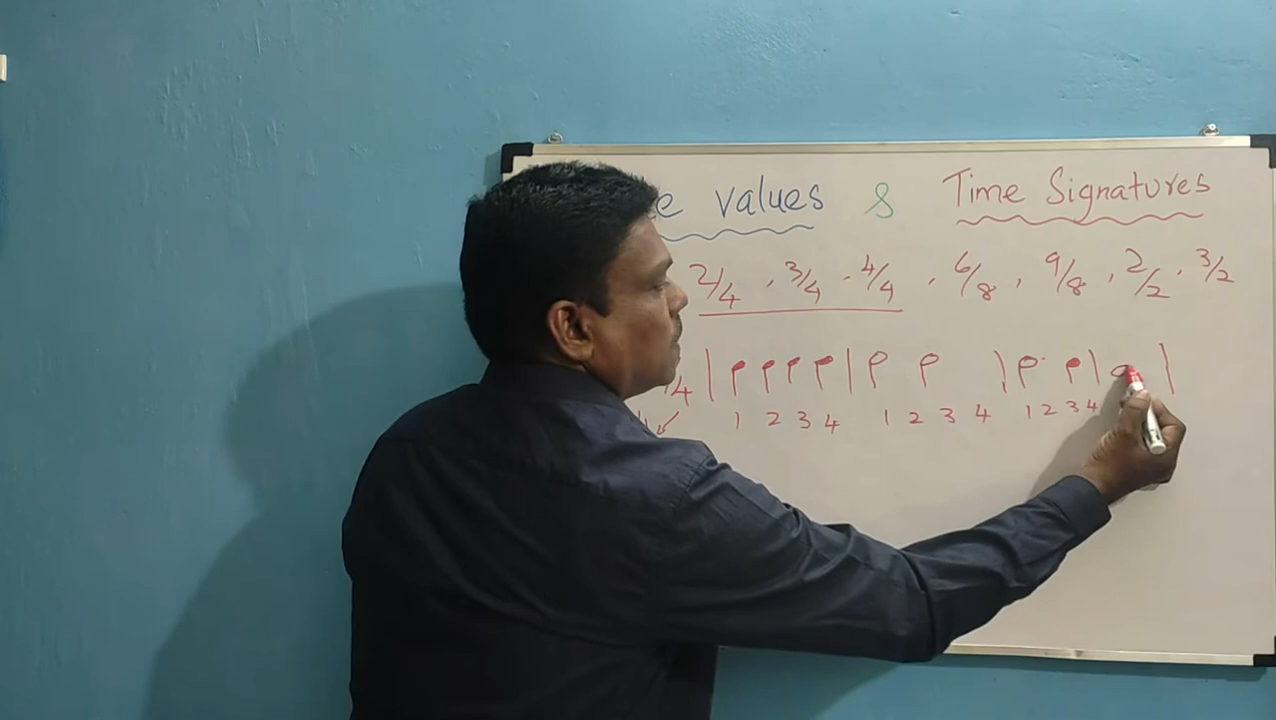 values & Time Signatures
2/4 , 3/4 , 4/4 , 6/8 , 9/8 , 2/2 , 3/2
4
1 2 3 4 1 2 3 4 1 2 3 4